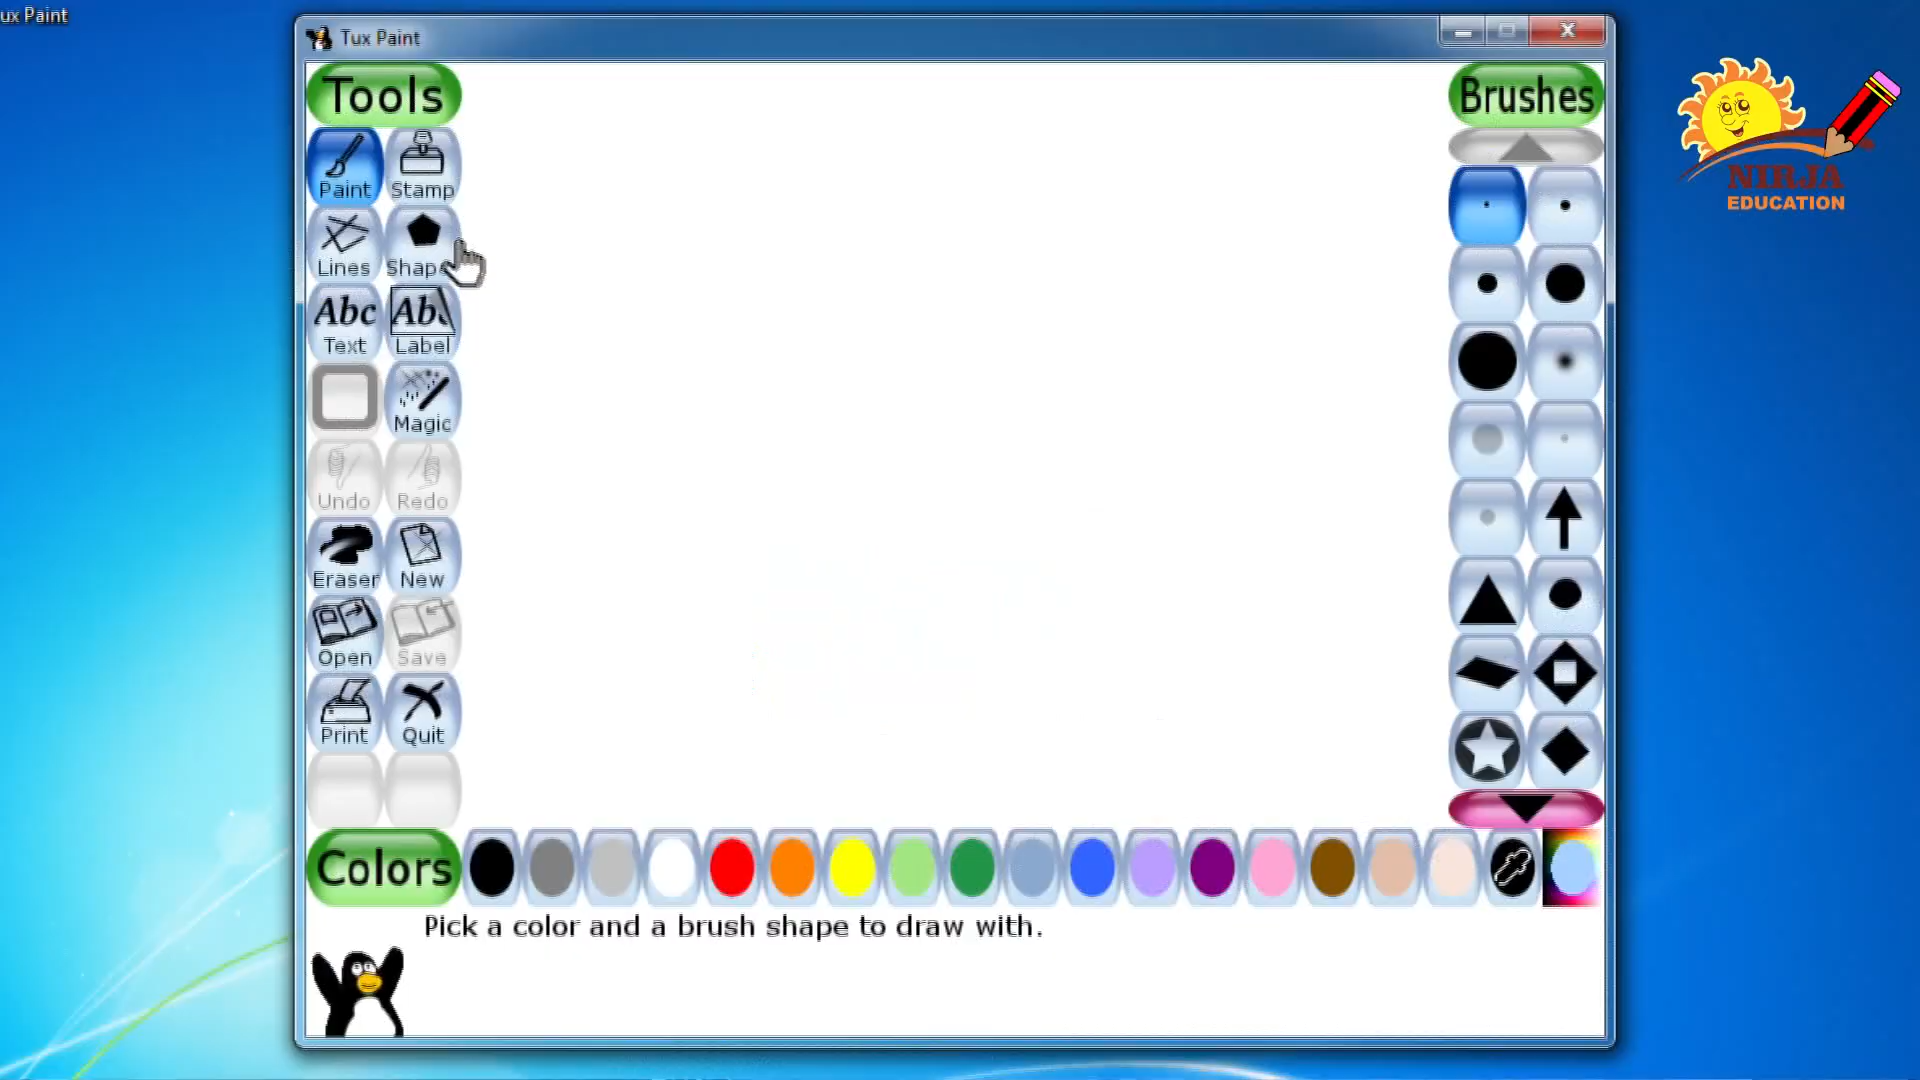 ux Paint
Tux Paint
Tools
Brushes
Paint
Stamp
Lines
Shap
Abc
Text
Abc
Label
Magic
Undo
Redo
Eraser
New
Open
Save
Print
Quit
Colors
Pick a color and a brush shape to draw with.
NIRJA
EDUCATION